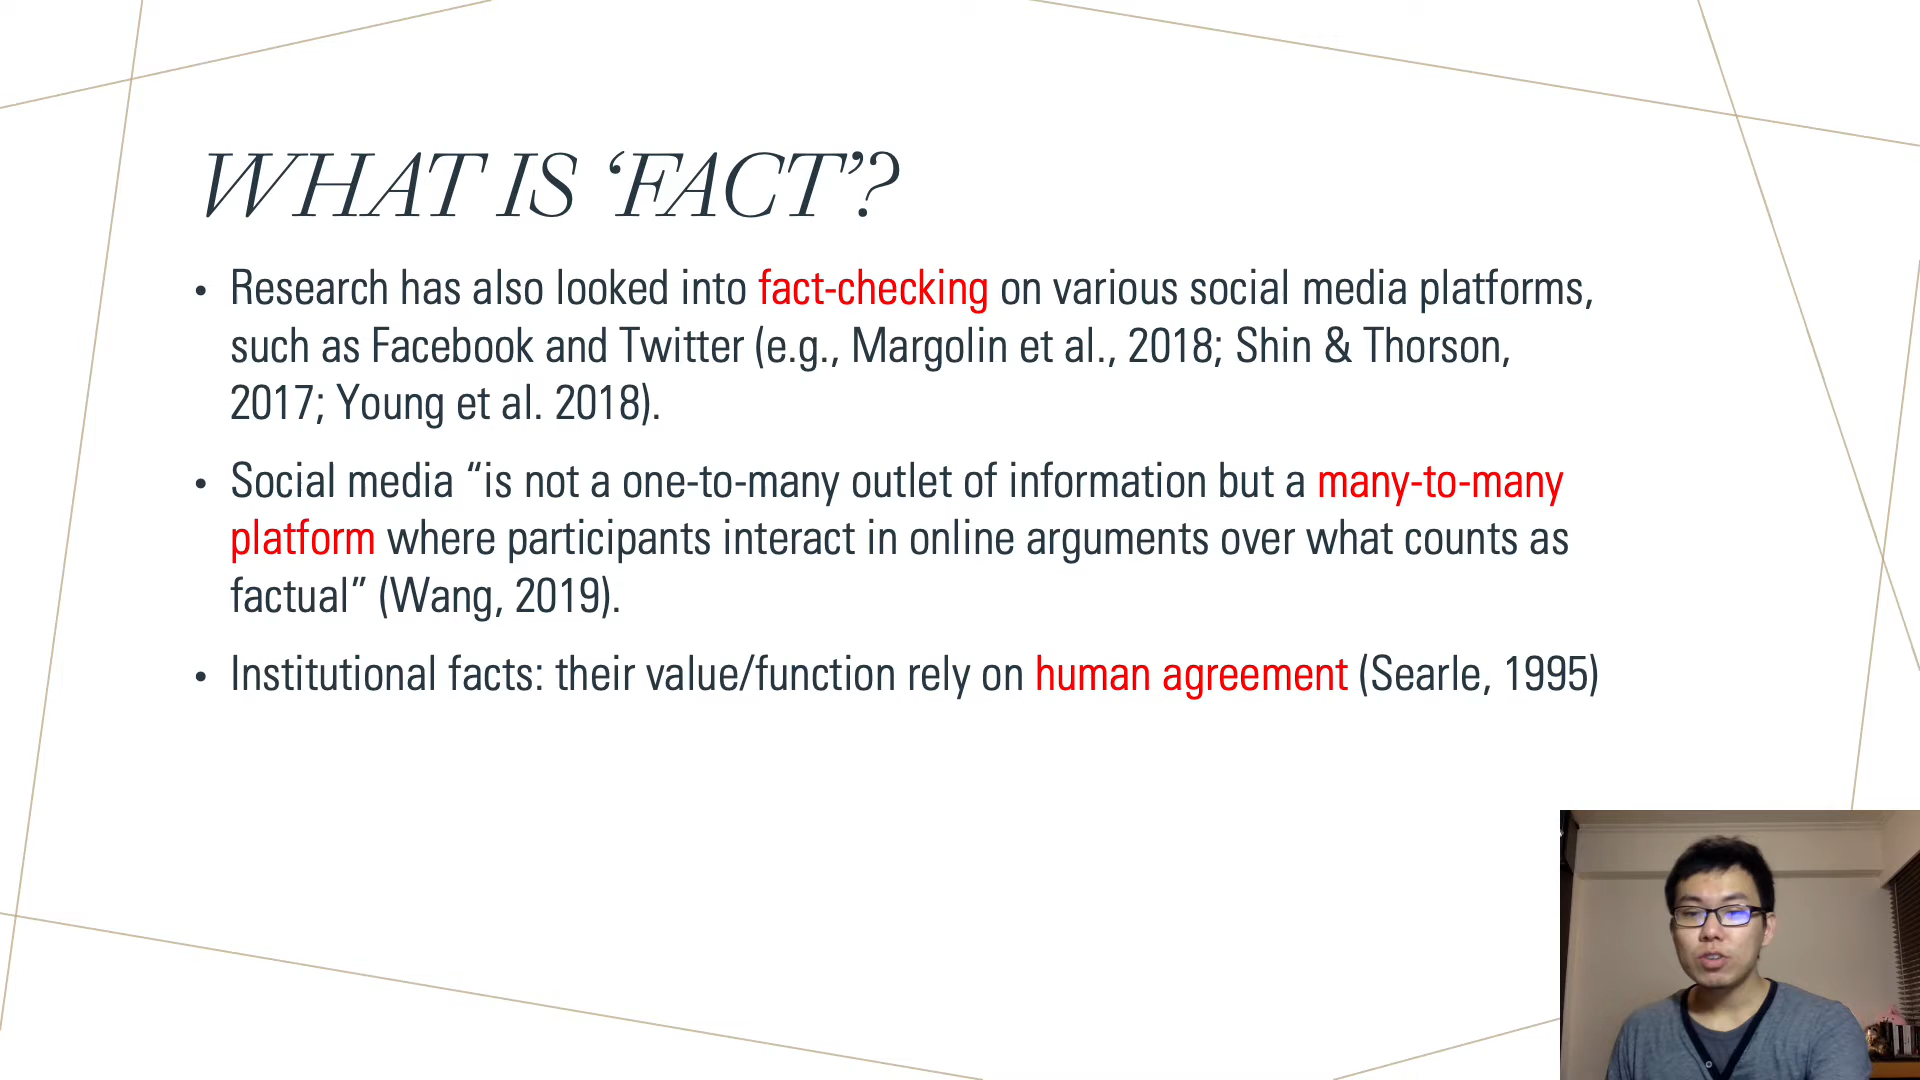 WHAT IS ‘FACT’?
• Research has also looked into fact-checking on various social media platforms,
such as Facebook and Twitter (e.g., Margolin et al., 2018; Shin & Thorson,
2017; Young et al. 2018).
• Social media “is not a one-to-many outlet of information but a many-to-many
platform where participants interact in online arguments over what counts as
factual” (Wang, 2019).
• Institutional facts: their value/function rely on human agreement (Searle, 1995)